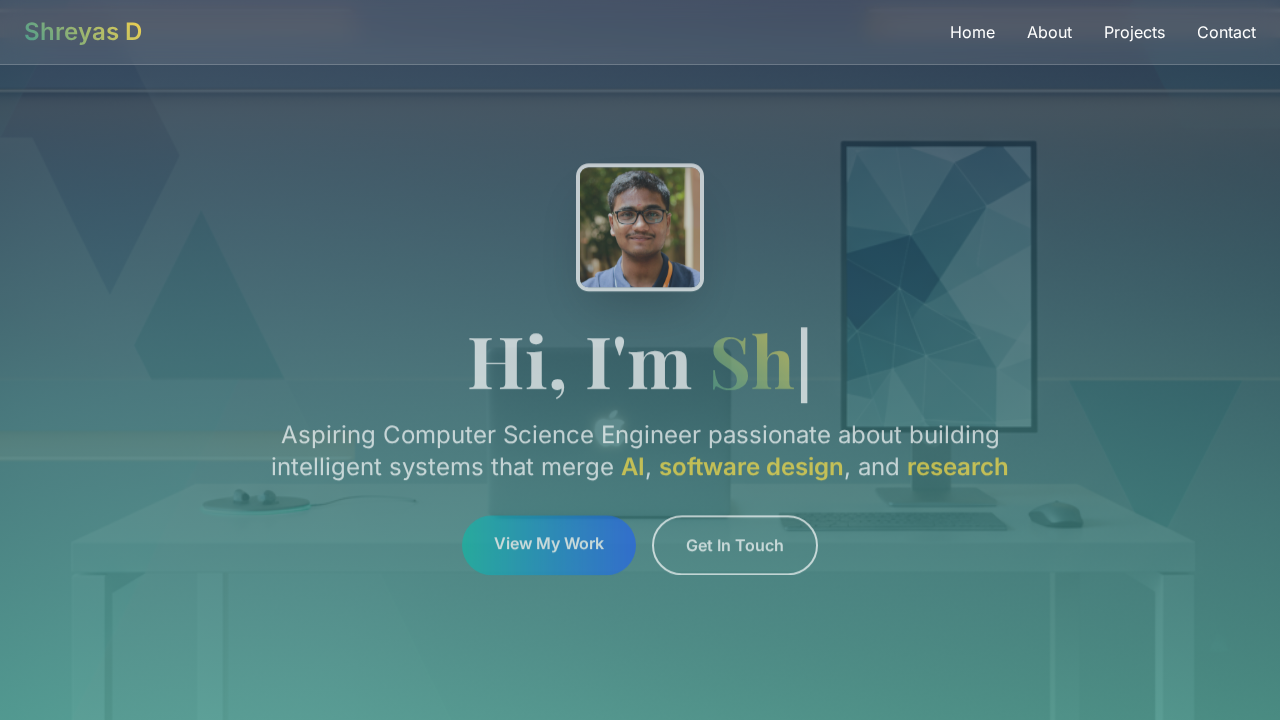 Shreyas D
Home About Projects Contact
Hi, I'm Sh
Aspiring Computer Science Engineer passionate about building
intelligent systems that merge AI, software design, and research
View My Work
Get In Touch